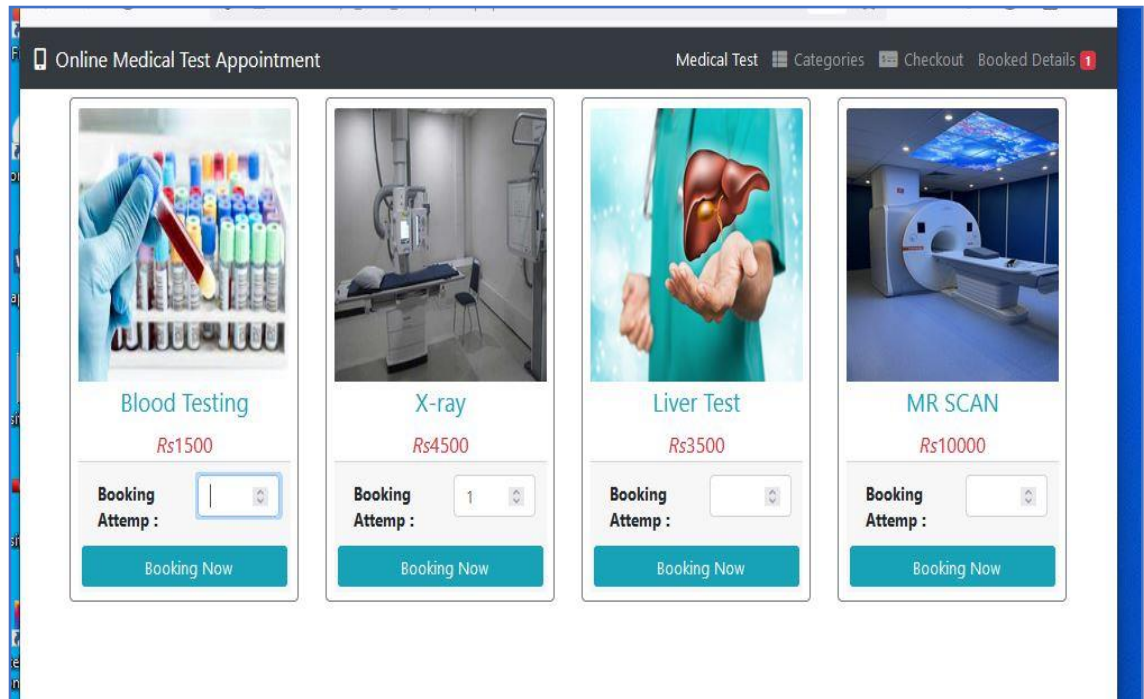 Online Medical Test Appointment
Medical Test Categories Checkout Booked Details 1
Blood Testing
Rs1500
Booking
Attemp :
Booking Now
X-ray
Rs4500
Booking
Attemp :
1
Booking Now
Liver Test
Rs3500
Booking
Attemp :
Booking Now
MR SCAN
Rs10000
Booking
Attemp :
Booking Now